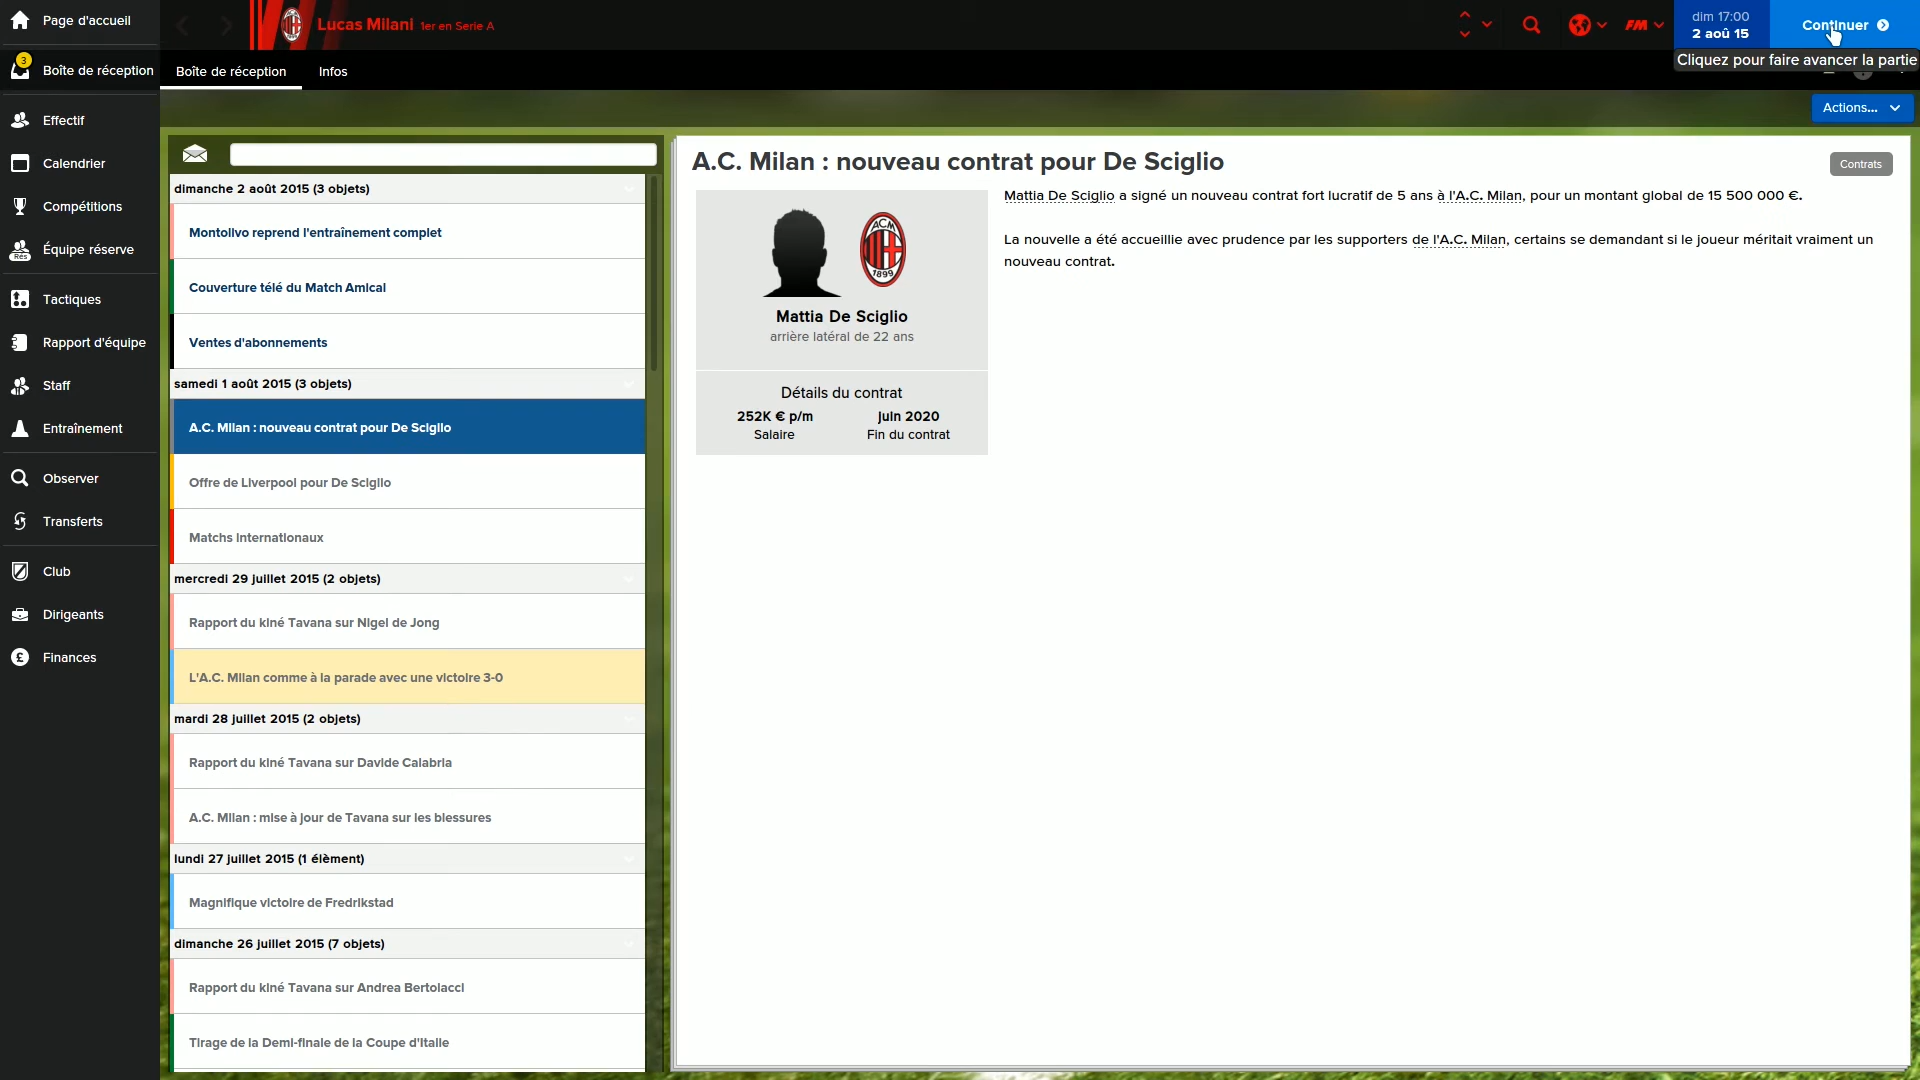 Page d'accueil
Lucas Milani 1er en Serie A
FM
dim 17:00
2 aoû 15
Continuer
Cliquez pour faire avancer la partie
3
Boîte de réception
Boîte de réception
Infos
Actions...
Effectif
Calendrier
Compétitions
Équipe réserve
Rés
Tactiques
Rapport d'équipe
Staff
Entraînement
Observer
Transferts
Club
Dirigeants
£
Finances
dimanche 2 août 2015 (3 objets)
Montolivo reprend l'entraînement complet
Couverture télé du Match Amical
Ventes d'abonnements
samedi 1 août 2015 (3 objets)
A.C. Milan : nouveau contrat pour De Sciglio
Offre de Liverpool pour De Sciglio
Matchs internationaux
mercredi 29 juillet 2015 (2 objets)
Rapport du kiné Tavana sur Nigel de Jong
L'A.C. Milan comme à la parade avec une victoire 3-0
mardi 28 juillet 2015 (2 objets)
Rapport du kiné Tavana sur Davide Calabria
A.C. Milan : mise à jour de Tavana sur les blessures
lundi 27 juillet 2015 (1 élèment)
Magnifique victoire de Fredrikstad
dimanche 26 juillet 2015 (7 objets)
Rapport du kiné Tavana sur Andrea Bertolacci
Tirage de la Demi-finale de la Coupe d'Italie
A.C. Milan : nouveau contrat pour De Sciglio
Contrats
ACM
1899
Mattia De Sciglio
arrière latéral de 22 ans
Détails du contrat
252K € p/m
juin 2020
Salaire
Fin du contrat
Mattia De Sciglio a signé un nouveau contrat fort lucratif de 5 ans à l'A.C. Milan, pour un montant global de 15 500 000 €.
La nouvelle a été accueillie avec prudence par les supporters de l'A.C. Milan, certains se demandant si le joueur méritait vraiment un
nouveau contrat.